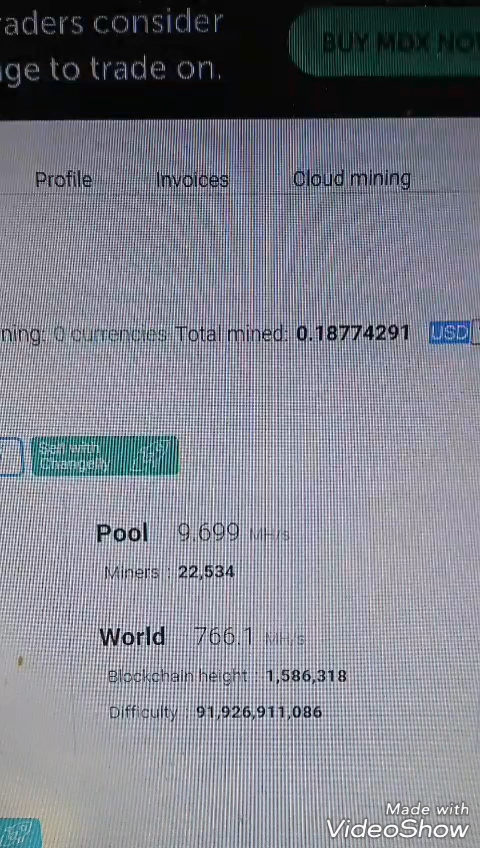 raders consider
ge to trade on.
BUY MDX NO
Profile Invoices Cloud mining
ning: 0 currencies Total mined: 0.18774291 USD
Sell with
Changelly
Pool 9.699 MH/s
Miners : 22,534
World 766.1 MH/s
Blockchain height : 1,586,318
Difficulty : 91,926,911,086
Made with
VideoShow